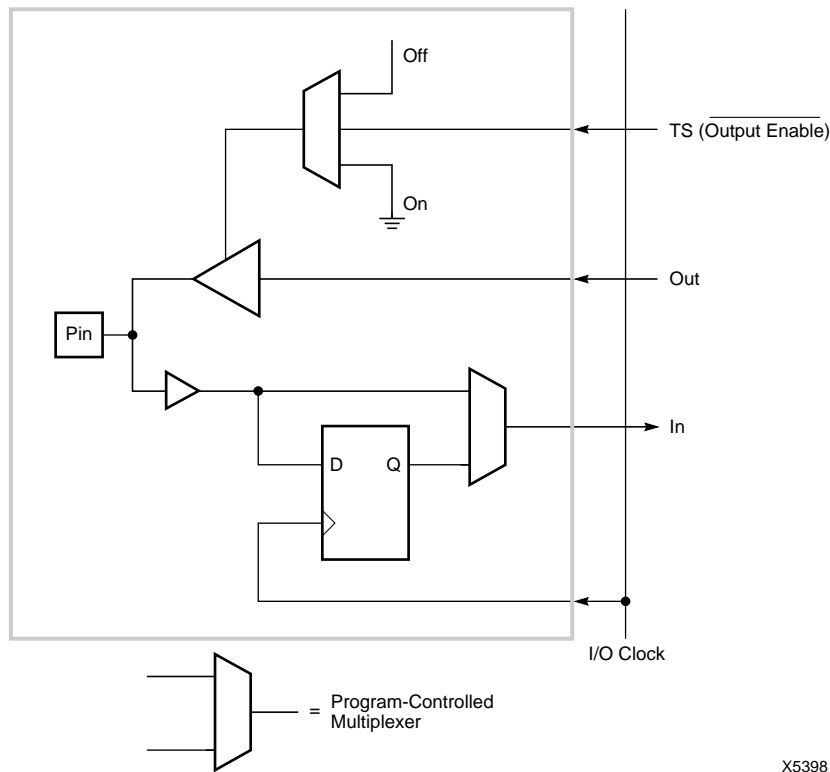 Off
TS (Output Enable)
On
Out
Pin
In
D Q
I/O Clock
= Program-Controlled
Multiplexer
X5398